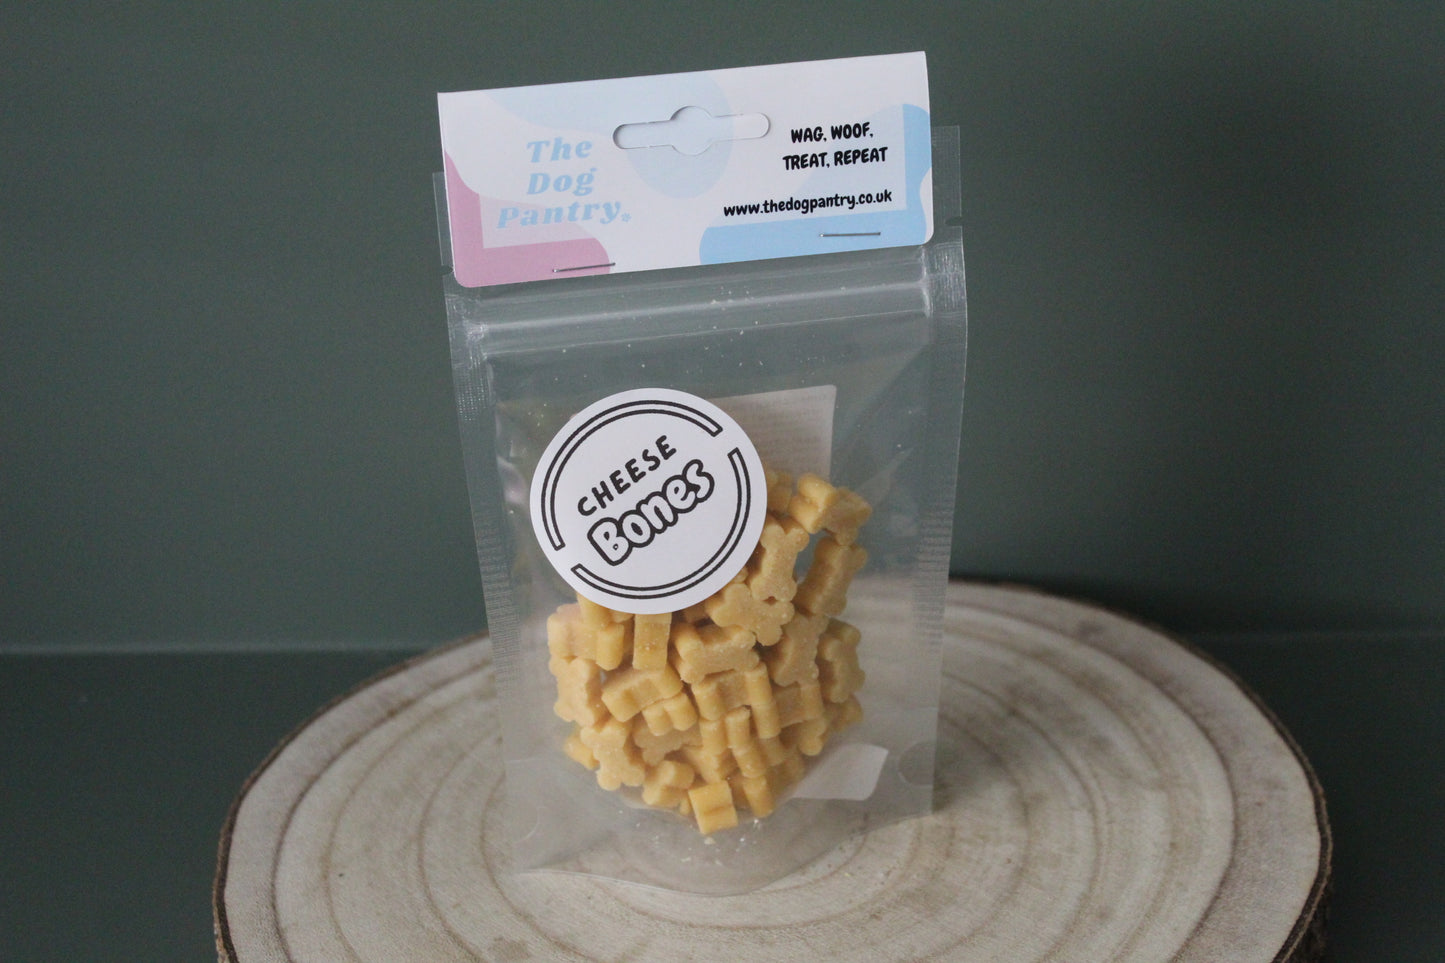 The
Dog
Pantry
WAG, WOOF,
TREAT, REPEAT
www.thedogpantry.co.uk
CHEESE
Bones